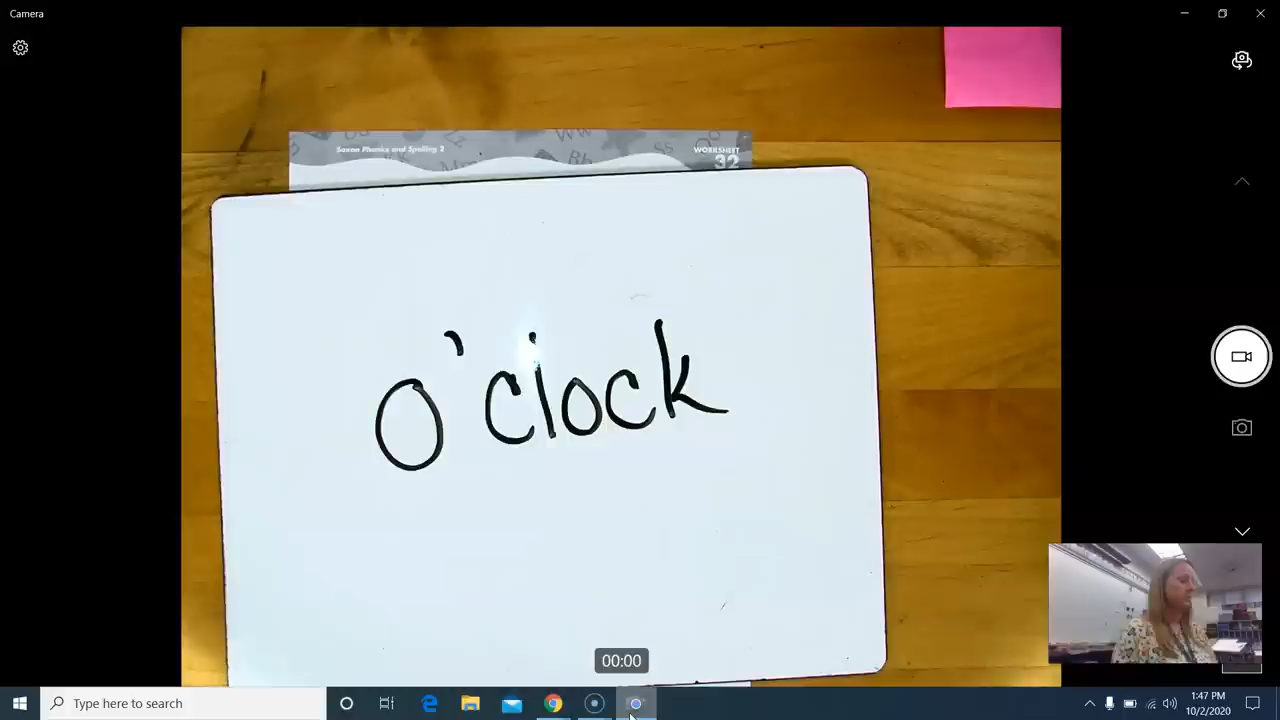 Camera
Saxon Phonics and Spelling 2
WORKSHEET
32
o'clock
00:00
Type here to search
1:47 PM
10/2/2020